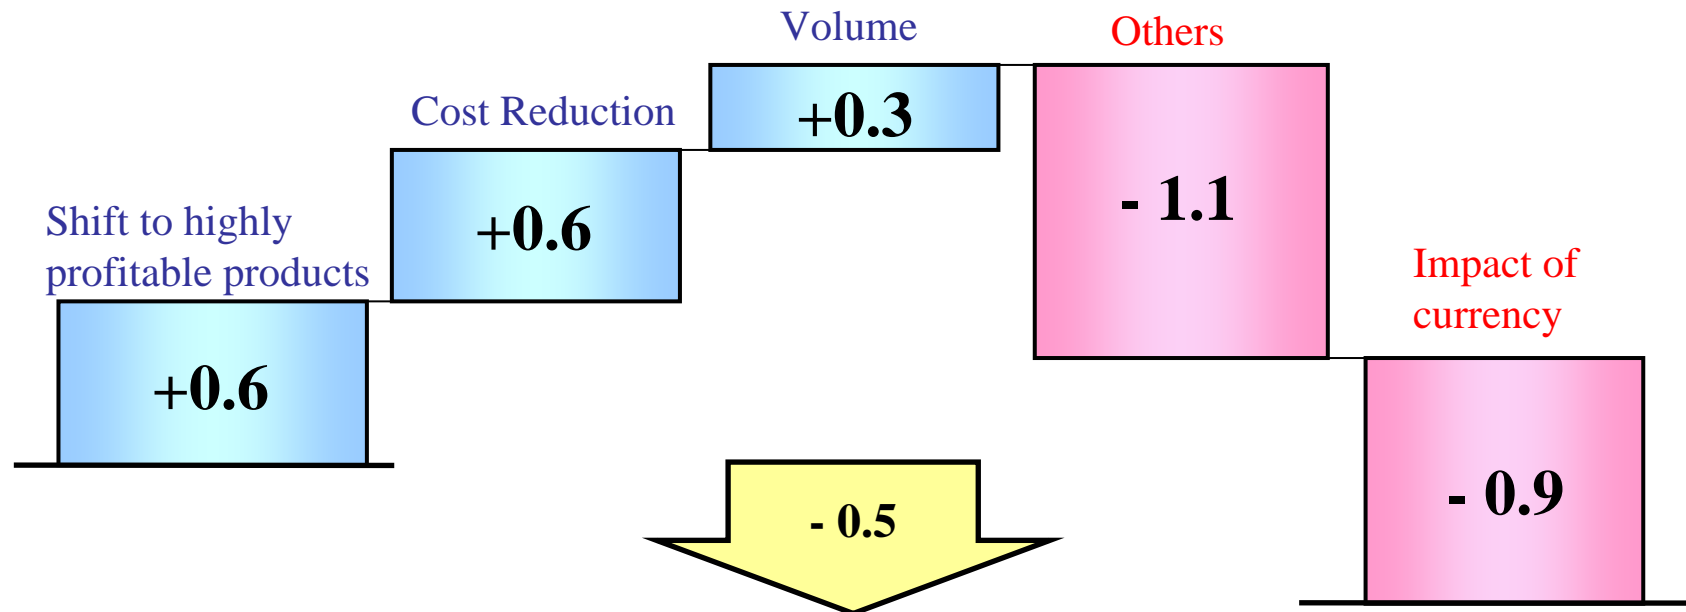 Shift to highly
profitable products
+0.6
Cost Reduction
+0.6
Volume
+0.3
Others
- 1.1
Impact of
currency
- 0.9
- 0.5